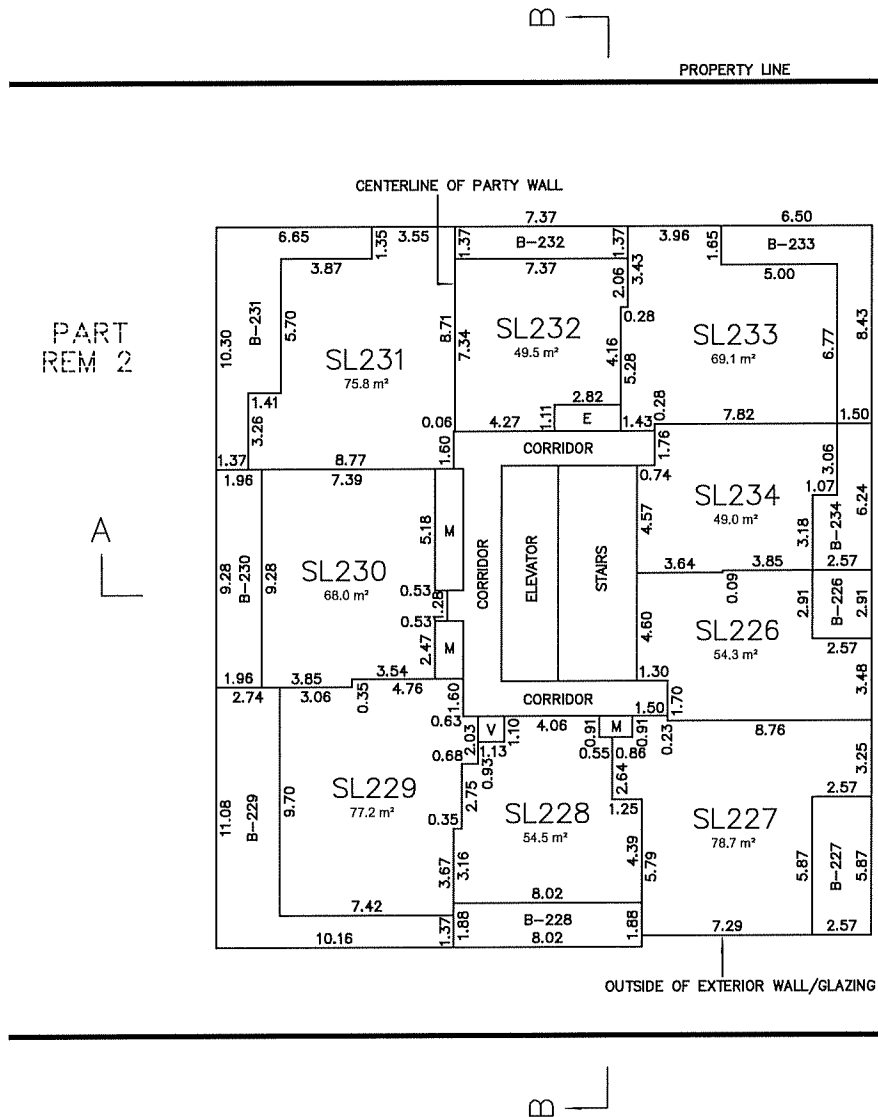 B
PROPERTY LINE
CENTERLINE OF PARTY WALL
7.37
6.50
6.65
1.35
3.55
1.37
B-232
1.37
3.96
1.65
B-233
3.87
7.37
5.00
2.06
3.43
PART
REM 2
10.30
B-231
5.70
SL231
75.8 m²
8.71
7.34
SL232
49.5 m²
0.28
4.16
5.28
SL233
69.1 m²
6.77
8.43
1.41
3.26
0.06
4.27
1.11
2.82
E
1.43
0.28
7.82
1.50
1.37
8.77
1.60
CORRIDOR
1.76
0.74
3.06
1.07
6.24
1.96
7.39
5.18
M
SL234
49.0 m²
4.57
3.18
B-234
A
9.28
B-230
9.28
SL230
68.0 m²
CORRIDOR
ELEVATOR
STAIRS
3.64
3.85
2.57
0.09
0.53
1.28
0.53
2.47
M
4.60
SL226
54.3 m²
2.91
B-226
2.91
2.57
1.96
3.85
3.54
1.30
3.48
2.74
3.06
0.35
4.76
1.60
CORRIDOR
1.50
1.70
0.63
2.03
V
1.10
4.06
0.91
M
0.91
0.23
8.76
0.68
1.13
0.93
0.55
0.86
3.25
11.08
B-229
9.70
SL229
77.2 m²
2.75
2.64
2.57
0.35
SL228
54.5 m²
1.25
SL227
78.7 m²
3.67
3.16
4.39
5.79
5.87
B-227
5.87
7.42
8.02
1.37
1.88
B-228
1.88
10.16
8.02
7.29
2.57
OUTSIDE OF EXTERIOR WALL/GLAZING
B